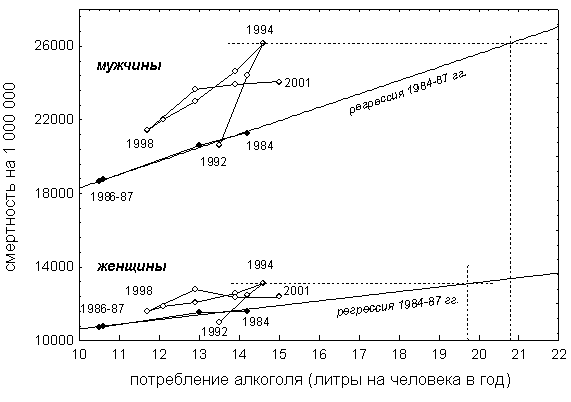 смертность на 1 000 000
26000
22000
18000
14000
10000
мужчины
1994
2001
1998
1992
1984
1986-87
регрессия 1984-87 гг.
женщины
1994
1998
2001
1986-87
1992
1984
регрессия 1984-87 гг.
10 11 12 13 14 15 16 17 18 19 20 21 22
потребление алкоголя (литры на человека в год)